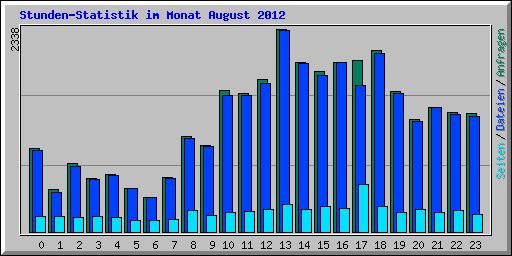 Stunden-Statistik im Monat August 2012
2338
Seiten/Dateien/Anfragen
0 1 2 3 4 5 6 7 8 9 10 11 12 13 14 15 16 17 18 19 20 21 22 23